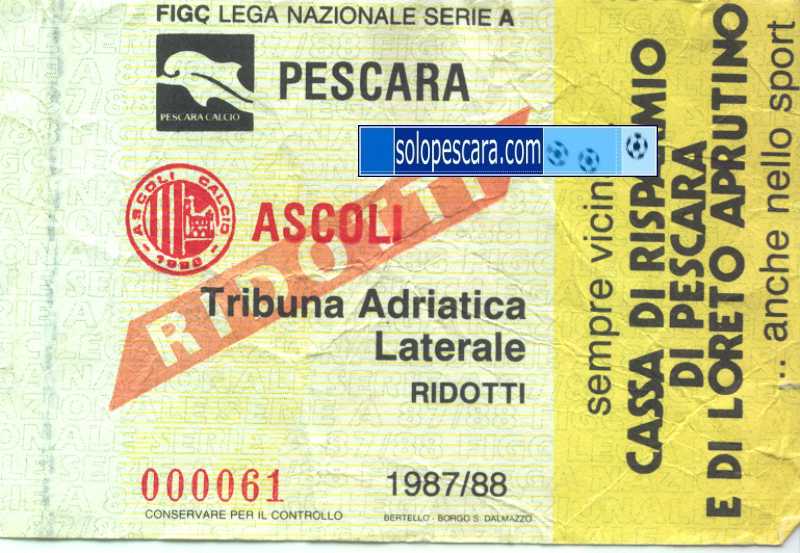 FIGC LEGA NAZIONALE SERIE A
PESCARA CALCIO
PESCARA
solopescara.com
ASCOLI CALCIO
1898
ASCOLI
RIDOTTI
Tribuna Adriatica
Laterale
RIDOTTI
000061
1987/88
CONSERVARE PER IL CONTROLLO
BERTELLO - BORGO S. DALMAZZO
sempre vicin
CASSA DI RISPARMIO
DI PESCARA
E DI LORETO APRUTINO
... anche nello sport